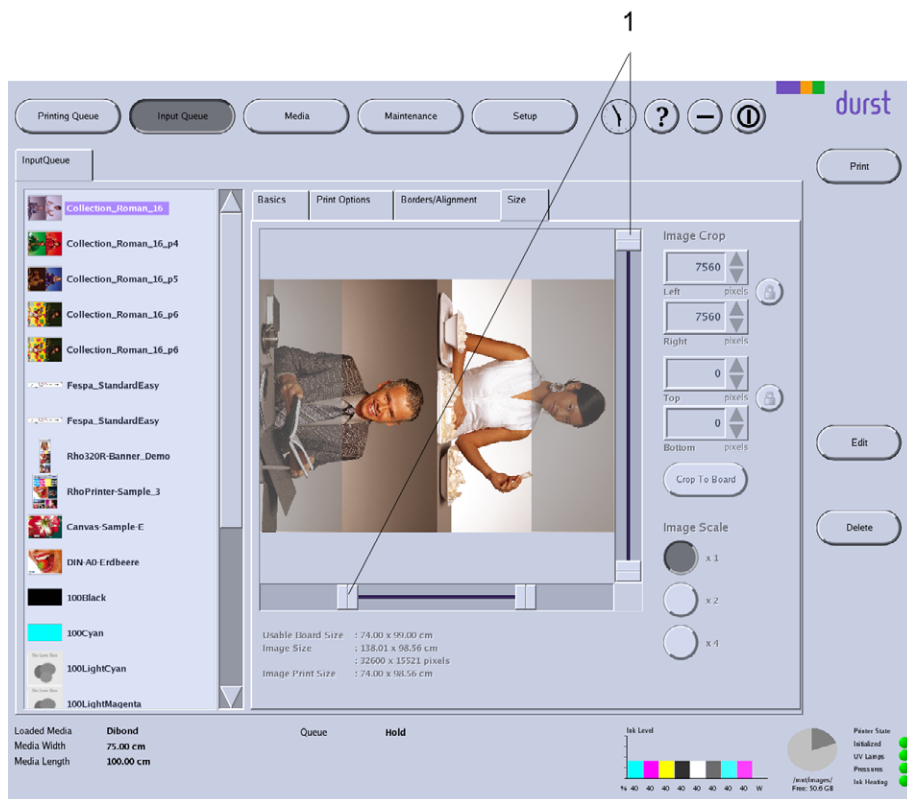 1
durst
Printing Queue
Input Queue
Media
Maintenance
Setup
?
Print
InputQueue
Collection_Roman_16
Collection_Roman_16_p4
Collection_Roman_16_p5
Collection_Roman_16_p6
Collection_Roman_16_p6
Fespa_StandardEasy
Fespa_StandardEasy
Rho320R-Banner_Demo
RhoPrinter-Sample_3
Canvas-Sample-E
DIN-A0-Erdbeere
100Black
100Cyan
100LightCyan
100LightMagenta
Basics
Print Options
Borders/Alignment
Size
Image Crop
7560
Left pixels
7560
Right pixels
0
Top pixels
0
Bottom pixels
Crop To Board
Image Scale
x 1
x 2
x 4
Edit
Delete
Usable Board Size : 74.00 x 99.00 cm
Image Size : 138.01 x 98.56 cm
: 32600 x 15521 pixels
Image Print Size : 74.00 x 98.56 cm
Loaded Media Dibond
Media Width 75.00 cm
Media Length 100.00 cm
Queue Hold
Ink Level
% 40 40 40 40 40 40 40 40 W
/mnt/images/
Free: 50.6 GB
Printer State
Initialized
UV Lamps
Pressures
Ink Heating